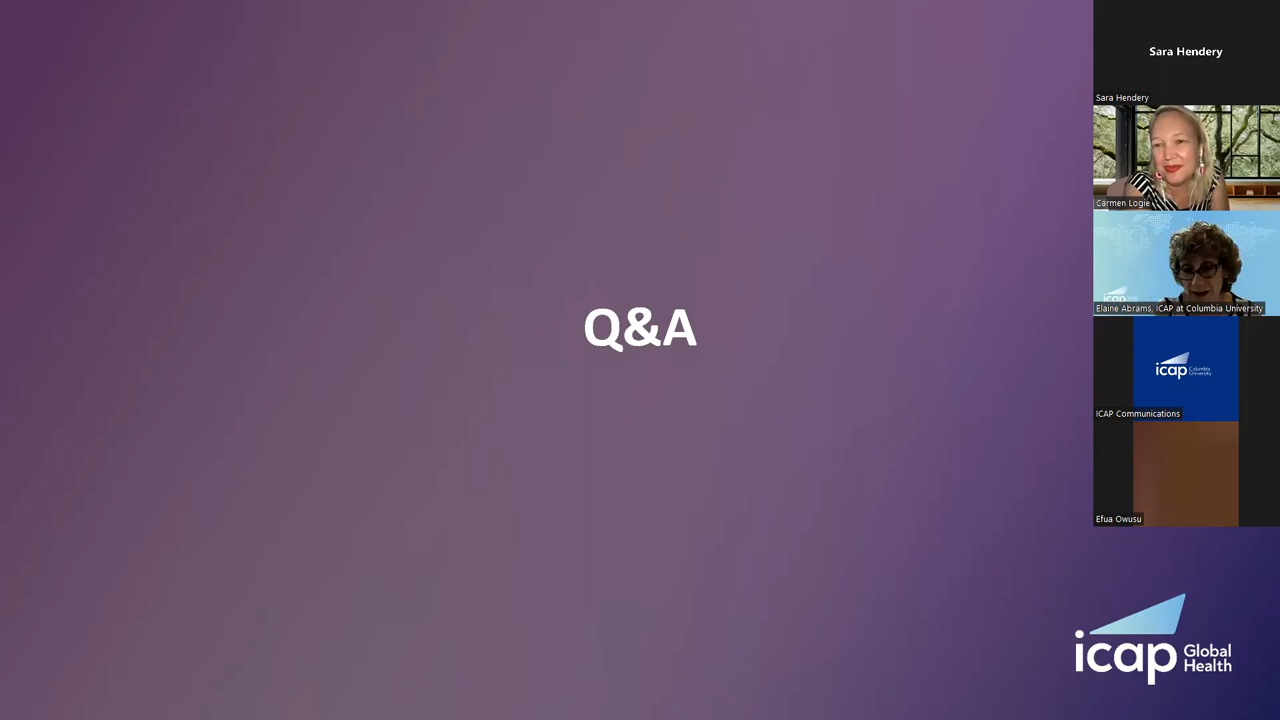 Q&A
Sara Hendery
Sara Hendery
Carmen Logie
icap
Elaine Abrams, ICAP at Columbia University
icap Columbia
University
ICAP Communications
Efua Owusu
icap Global
Health